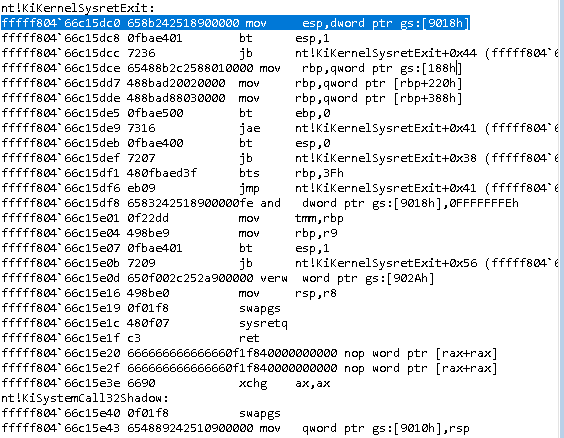 nt!KiKernelSysretExit:
fffff804`66c15dc0 658b242518900000 mov     esp,dword ptr gs:[9018h]
fffff804`66c15dc8 0fbae401        bt      esp,1
fffff804`66c15dcc 7236            jb      nt!KiKernelSysretExit+0x44 (fffff804`6
fffff804`66c15dce 65488b2c2588010000 mov   rbp,qword ptr gs:[188h]
fffff804`66c15dd7 488bad20020000  mov     rbp,qword ptr [rbp+220h]
fffff804`66c15dde 488bad88030000  mov     rbp,qword ptr [rbp+388h]
fffff804`66c15de5 0fbae500        bt      ebp,0
fffff804`66c15de9 7316            jae     nt!KiKernelSysretExit+0x41 (fffff804`6
fffff804`66c15deb 0fbae400        bt      esp,0
fffff804`66c15def 7207            jb      nt!KiKernelSysretExit+0x38 (fffff804`6
fffff804`66c15df1 480fbaed3f      bts     rbp,3Fh
fffff804`66c15df6 eb09            jmp     nt!KiKernelSysretExit+0x41 (fffff804`6
fffff804`66c15df8 6583242518900000fe and   dword ptr gs:[9018h],0FFFFFFFEh
fffff804`66c15e01 0f22dd          mov     tmm,rbp
fffff804`66c15e04 498be9          mov     rbp,r9
fffff804`66c15e07 0fbae401        bt      esp,1
fffff804`66c15e0b 7209            jb      nt!KiKernelSysretExit+0x56 (fffff804`6
fffff804`66c15e0d 650f002c252a900000 verw  word ptr gs:[902Ah]
fffff804`66c15e16 498be0          mov     rsp,r8
fffff804`66c15e19 0f01f8          swapgs
fffff804`66c15e1c 480f07          sysretq
fffff804`66c15e1f c3              ret
fffff804`66c15e20 666666666666660f1f840000000000 nop word ptr [rax+rax]
fffff804`66c15e2f 666666666666660f1f840000000000 nop word ptr [rax+rax]
fffff804`66c15e3e 6690            xchg    ax,ax
nt!KiSystemCall32Shadow:
fffff804`66c15e40 0f01f8          swapgs
fffff804`66c15e43 654889242510900000 mov   qword ptr gs:[9010h],rsp